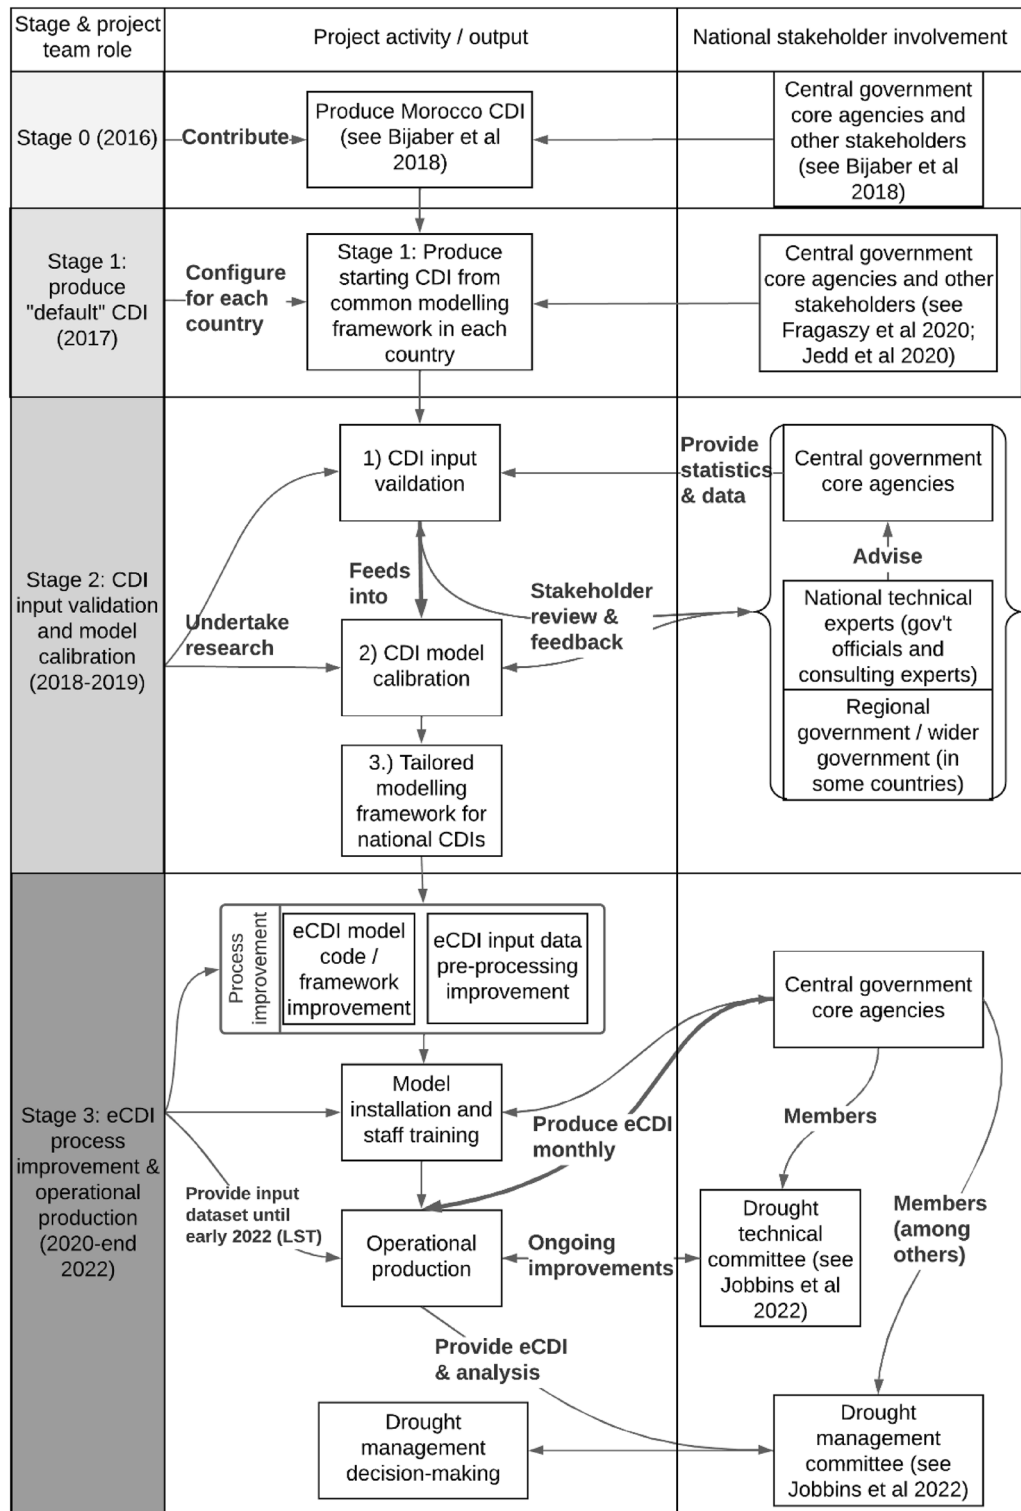 Stage & project
team role
Project activity / output
National stakeholder involvement
Stage 0 (2016)
Contribute
Produce Morocco CDI
(see Bijaber et al
2018)
Central government
core agencies and
other stakeholders
(see Bijaber et al
2018)
Stage 1:
produce
"default" CDI
(2017)
Configure
for each
country
Stage 1: Produce
starting CDI from
common modelling
framework in each
country
Central government
core agencies and other
stakeholders (see
Fragaszy et al 2020;
Jedd et al 2020)
Stage 2: CDI
input validation
and model
calibration
(2018-2019)
Undertake
research
1) CDI input
vaildation
Feeds
into
2) CDI model
calibration
3.) Tailored
modelling
framework for
national CDIs
Stakeholder
review &
feedback
Provide
statistics
& data
Central government
core agencies
Advise
National technical
experts (gov't
officials and
consulting experts)
Regional
government / wider
government (in
some countries)
Stage 3: eCDI
process
improvement &
operational
production
(2020-end
2022)
Process
improvement
eCDI model
code /
framework
improvement
eCDI input data
pre-processing
improvement
Model
installation and
staff training
Provide input
dataset until
early 2022 (LST)
Operational
production
Produce eCDI
monthly
Ongoing
improvements
Provide eCDI
& analysis
Drought
management
decision-making
Central government
core agencies
Members
Members
(among
others)
Drought
technical
committee (see
Jobbins et al
2022)
Drought
management
committee (see
Jobbins et al 2022)